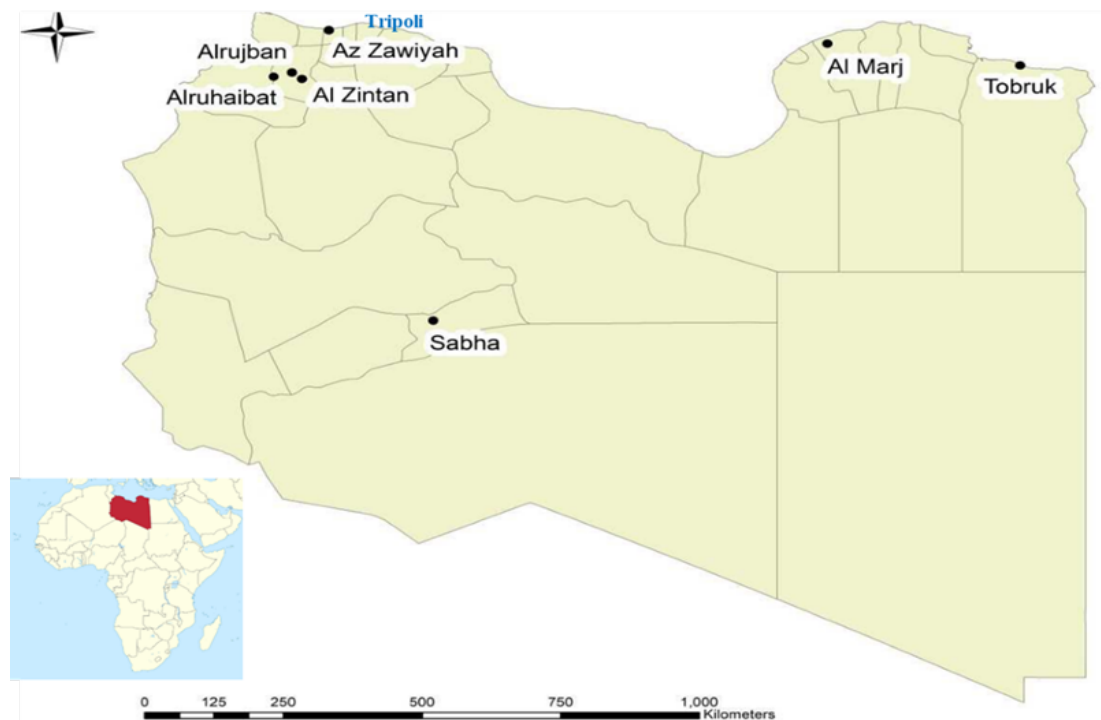 Tripoli
Alrujban
Az Zawiyah
Alruhaibat
Al Zintan
Al Marj
Tobruk
Sabha
0 125 250 500 750 1,000
Kilometers